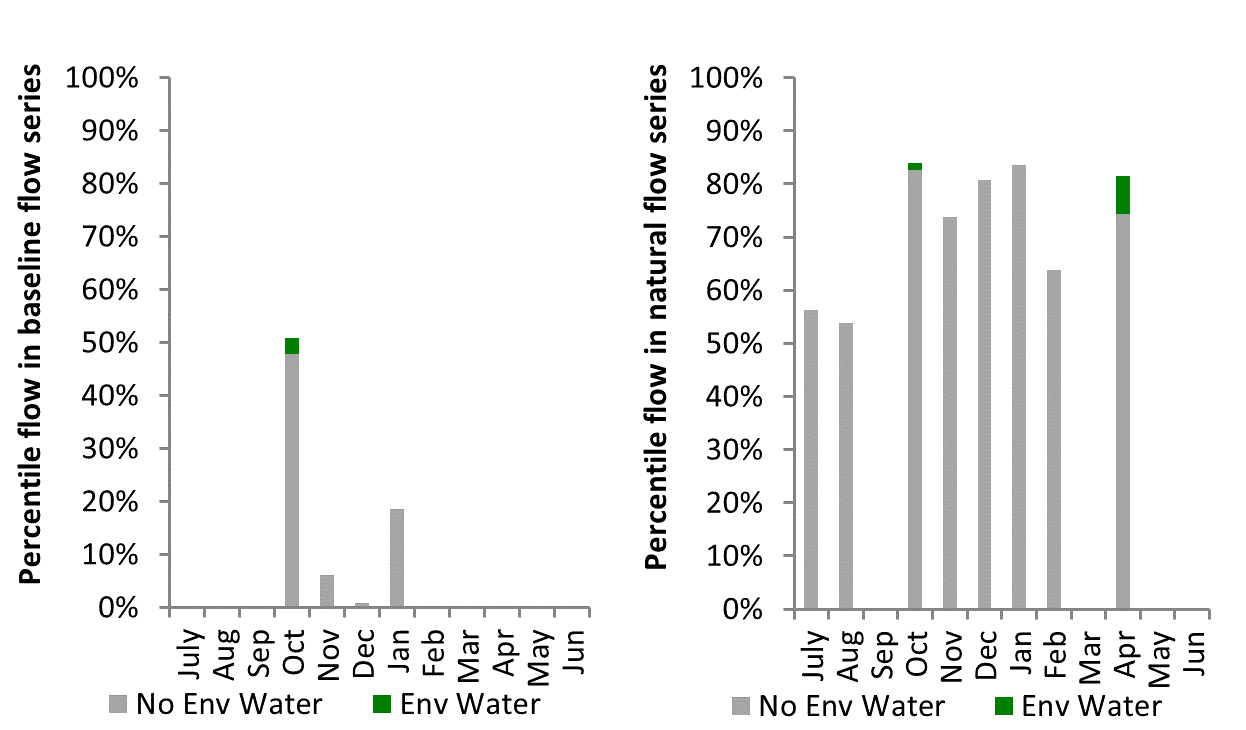 Percentile flow in baseline flow series
100%
90%
80%
70%
60%
50%
40%
30%
20%
10%
0%
July
Aug
Sep
Oct
Nov
Dec
Jan
Feb
Mar
Apr
May
Jun
No Env Water
Env Water
Percentile flow in natural flow series
100%
90%
80%
70%
60%
50%
40%
30%
20%
10%
0%
July
Aug
Sep
Oct
Nov
Dec
Jan
Feb
Mar
Apr
May
Jun
No Env Water
Env Water